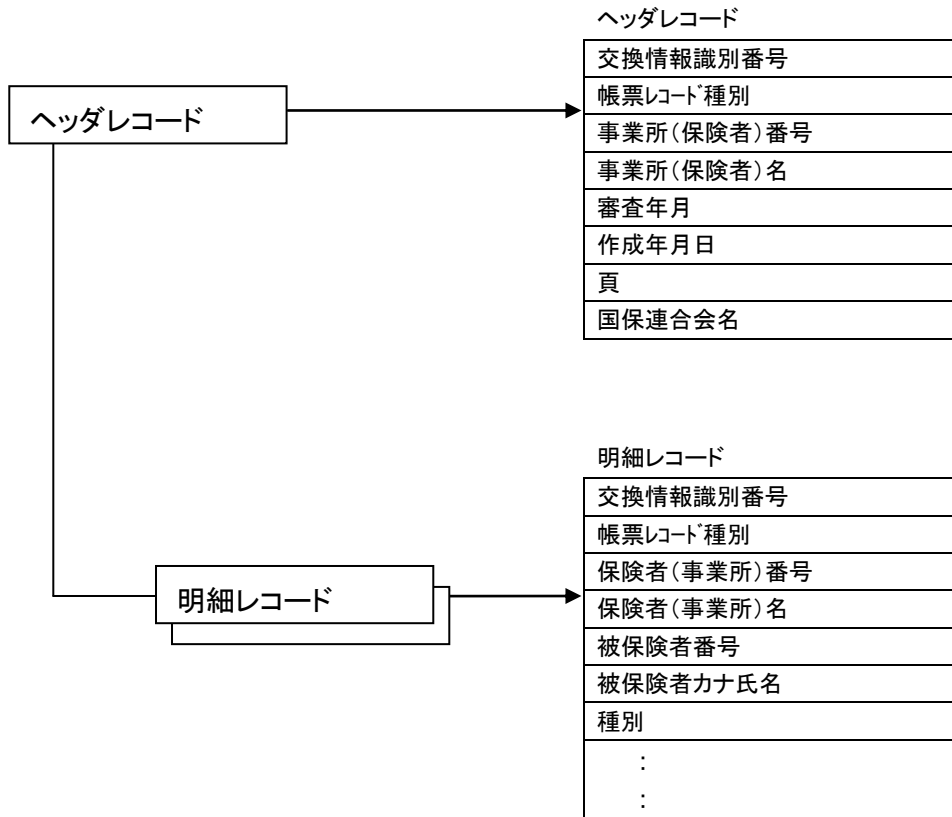 ヘッダレコード
ヘッダレコード
交換情報識別番号
帳票ﾚｺｰﾄﾞ種別
事業所(保険者)番号
事業所(保険者)名
審査年月
作成年月日
頁
国保連合会名
明細レコード
明細レコード
交換情報識別番号
帳票ﾚｺｰﾄﾞ種別
保険者(事業所)番号
保険者(事業所)名
被保険者番号
被保険者カナ氏名
種別
:
: